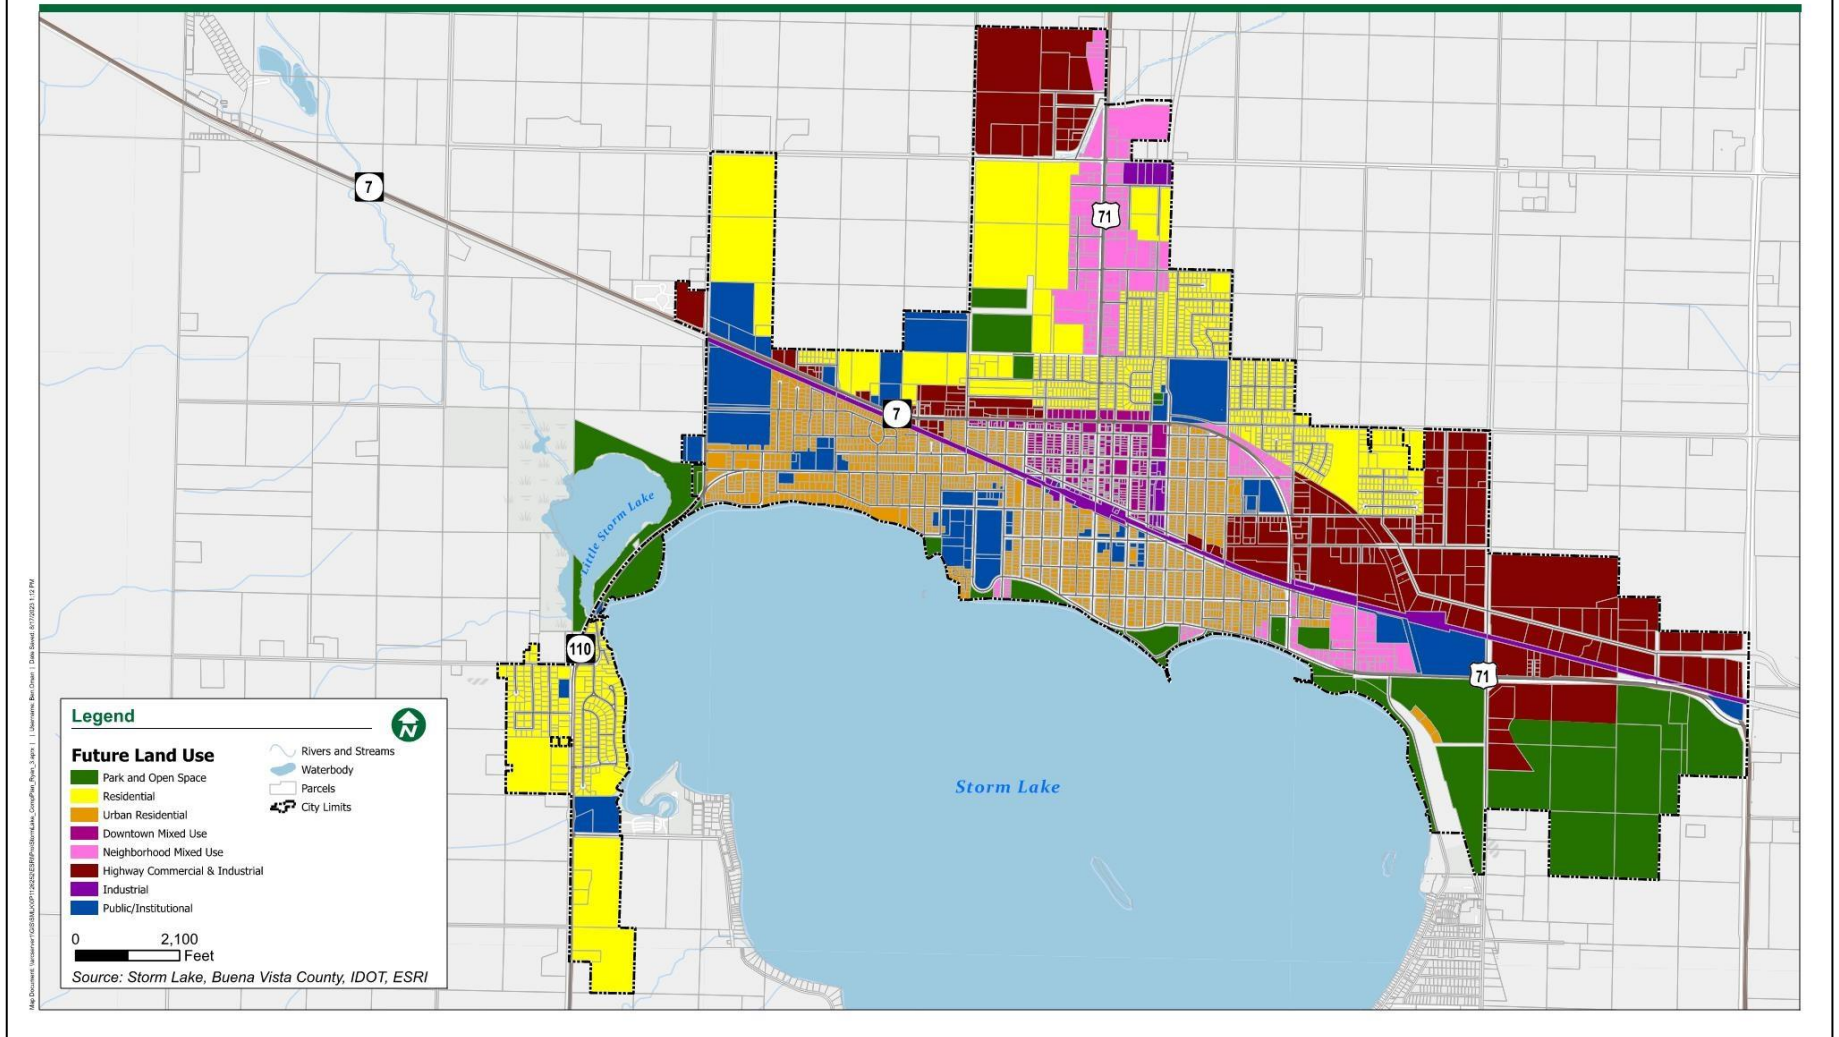 7
71
7
Little Storm Lake
110
71
Storm Lake
Legend
N
Future Land Use
Park and Open Space
Residential
Urban Residential
Downtown Mixed Use
Neighborhood Mixed Use
Highway Commercial & Industrial
Industrial
Public/Institutional
Rivers and Streams
Waterbody
Parcels
City Limits
0 2,100
Feet
Source: Storm Lake, Buena Vista County, IDOT, ESRI